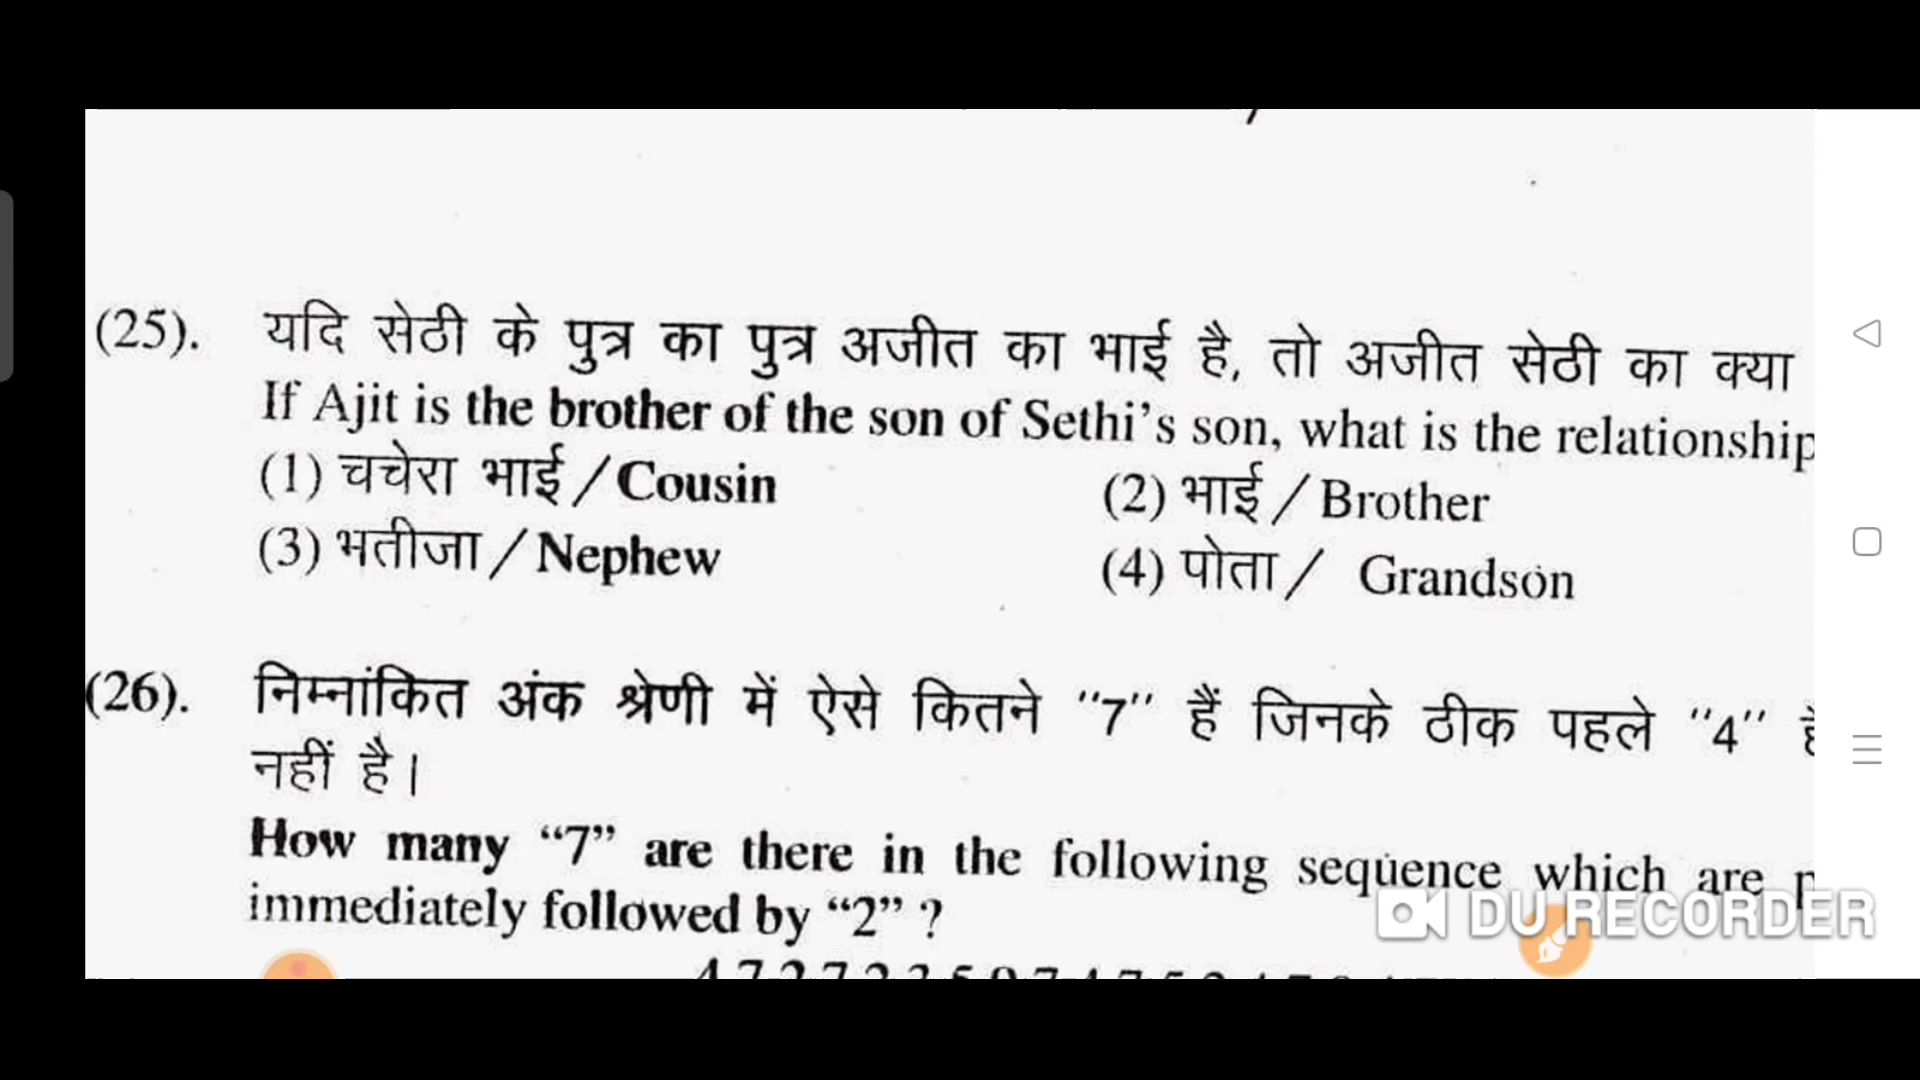 (25). यदि सेठी के पुत्र का पुत्र अजीत का भाई है, तो अजीत सेठी का क्या
If Ajit is the brother of the son of Sethi's son, what is the relationship
(1) चचेरा भाई / Cousin (2) भाई / Brother
(3) भतीजा / Nephew (4) पोता / Grandson
(26). निम्नांकित अंक श्रेणी में ऐसे कितने "7" हैं जिनके ठीक पहले "4"
नहीं है।
How many "7" are there in the following sequence which are
immediately followed by "2" ?
DU RECORDER